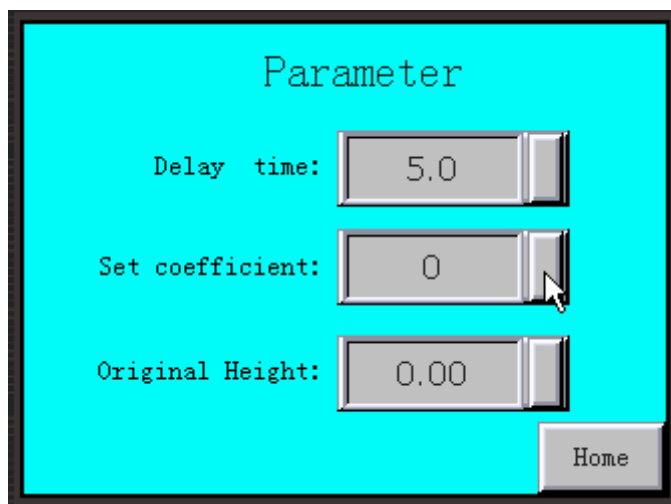 Parameter
Delay time: 5.0
Set coefficient: 0
Original Height: 0.00
Home